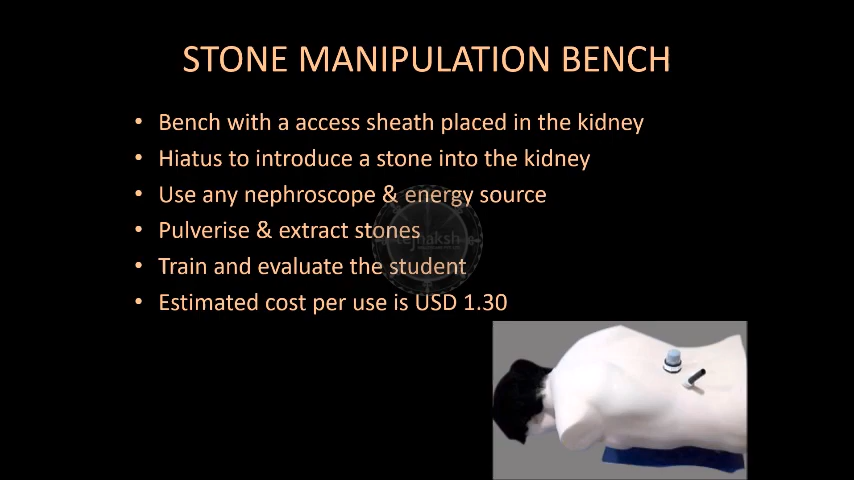 STONE MANIPULATION BENCH
• Bench with a access sheath placed in the kidney
• Hiatus to introduce a stone into the kidney
• Use any nephroscope & energy source
• Pulverise & extract stones
• Train and evaluate the student
• Estimated cost per use is USD 1.30